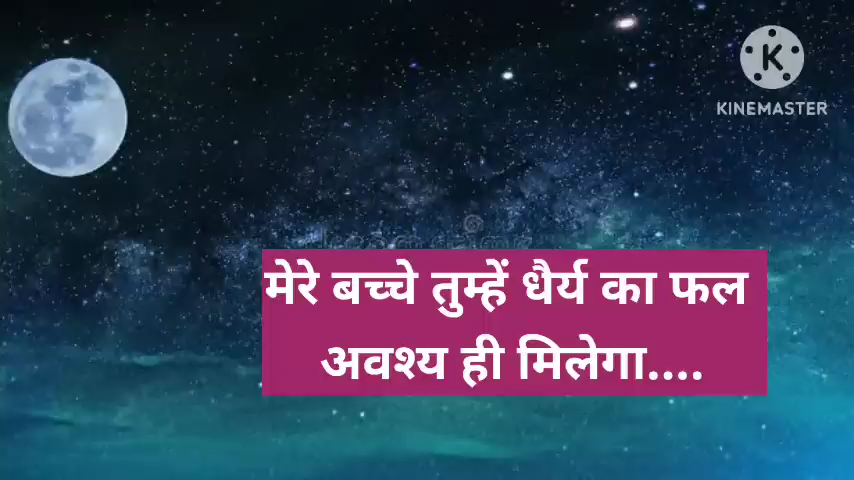 KINEMASTER
मेरे बच्चे तुम्हें धैर्य का फल
अवश्य ही मिलेगा....